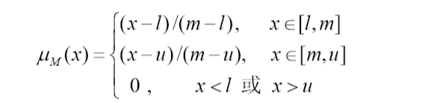 (x-l)/(m-l), x∈[l,m]
μ_M(x)= { (x-u)/(m-u), x∈[m,u]
0 , x<l 或 x>u